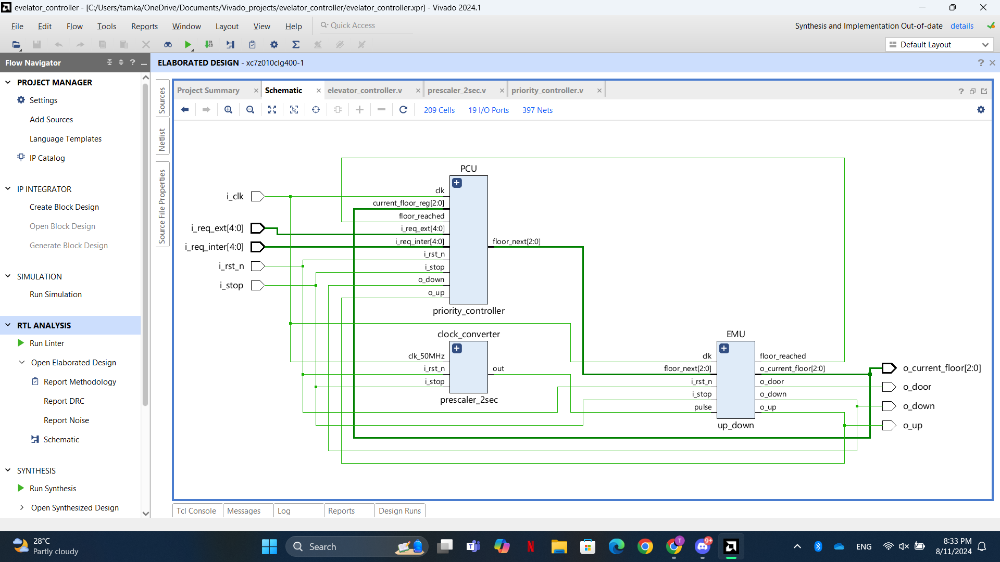 evelator_controller - [C:/Users/tamka/OneDrive/Documents/Vivado_projects/evelator_controller/evelator_controller.xpr] - Vivado 2024.1
File Edit Flow Tools Reports Window Layout View Help Quick Access
Synthesis and Implementation Out-of-date details
Default Layout
Flow Navigator
ELABORATED DESIGN - xc7z010clg400-1
PROJECT MANAGER
Settings
Add Sources
Language Templates
IP Catalog
IP INTEGRATOR
Create Block Design
Open Block Design
Generate Block Design
SIMULATION
Run Simulation
RTL ANALYSIS
Run Linter
Open Elaborated Design
Report Methodology
Report DRC
Report Noise
Schematic
SYNTHESIS
Run Synthesis
Open Synthesized Design
Sources
Netlist
Source File Properties
Project Summary Schematic elevator_controller.v prescaler_2sec.v priority_controller.v
209 Cells 19 I/O Ports 397 Nets
i_clk
i_req_ext[4:0]
i_req_inter[4:0]
i_rst_n
i_stop
PCU
clk
current_floor_reg[2:0]
floor_reached
i_req_ext[4:0]
i_req_inter[4:0]
i_rst_n
i_stop
o_down
o_up
floor_next[2:0]
priority_controller
clock_converter
clk_50MHz
i_rst_n
i_stop
out
prescaler_2sec
EMU
clk
floor_next[2:0]
i_rst_n
i_stop
pulse
floor_reached
o_current_floor[2:0]
o_door
o_down
o_up
up_down
o_current_floor[2:0]
o_door
o_down
o_up
Tcl Console Messages Log Reports Design Runs
28°C
Partly cloudy
Search
T
N
9+
ENG
8:33 PM
8/11/2024